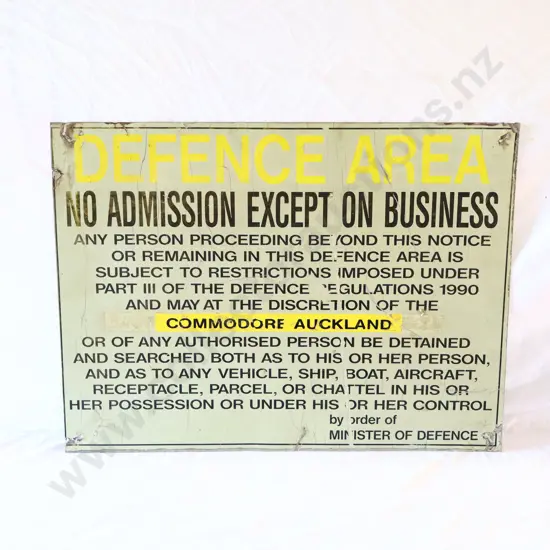 DEFENCE AREA
NO ADMISSION EXCEPT ON BUSINESS
ANY PERSON PROCEEDING BEYOND THIS NOTICE
OR REMAINING IN THIS DEFENCE AREA IS
SUBJECT TO RESTRICTIONS IMPOSED UNDER
PART III OF THE DEFENCE REGULATIONS 1990
AND MAY AT THE DISCRETION OF THE
COMMODORE AUCKLAND
OR OF ANY AUTHORISED PERSON BE DETAINED
AND SEARCHED BOTH AS TO HIS OR HER PERSON,
AND AS TO ANY VEHICLE, SHIP, BOAT, AIRCRAFT,
RECEPTACLE, PARCEL, OR CHATTEL IN HIS OR
HER POSSESSION OR UNDER HIS OR HER CONTROL
by order of
MINISTER OF DEFENCE